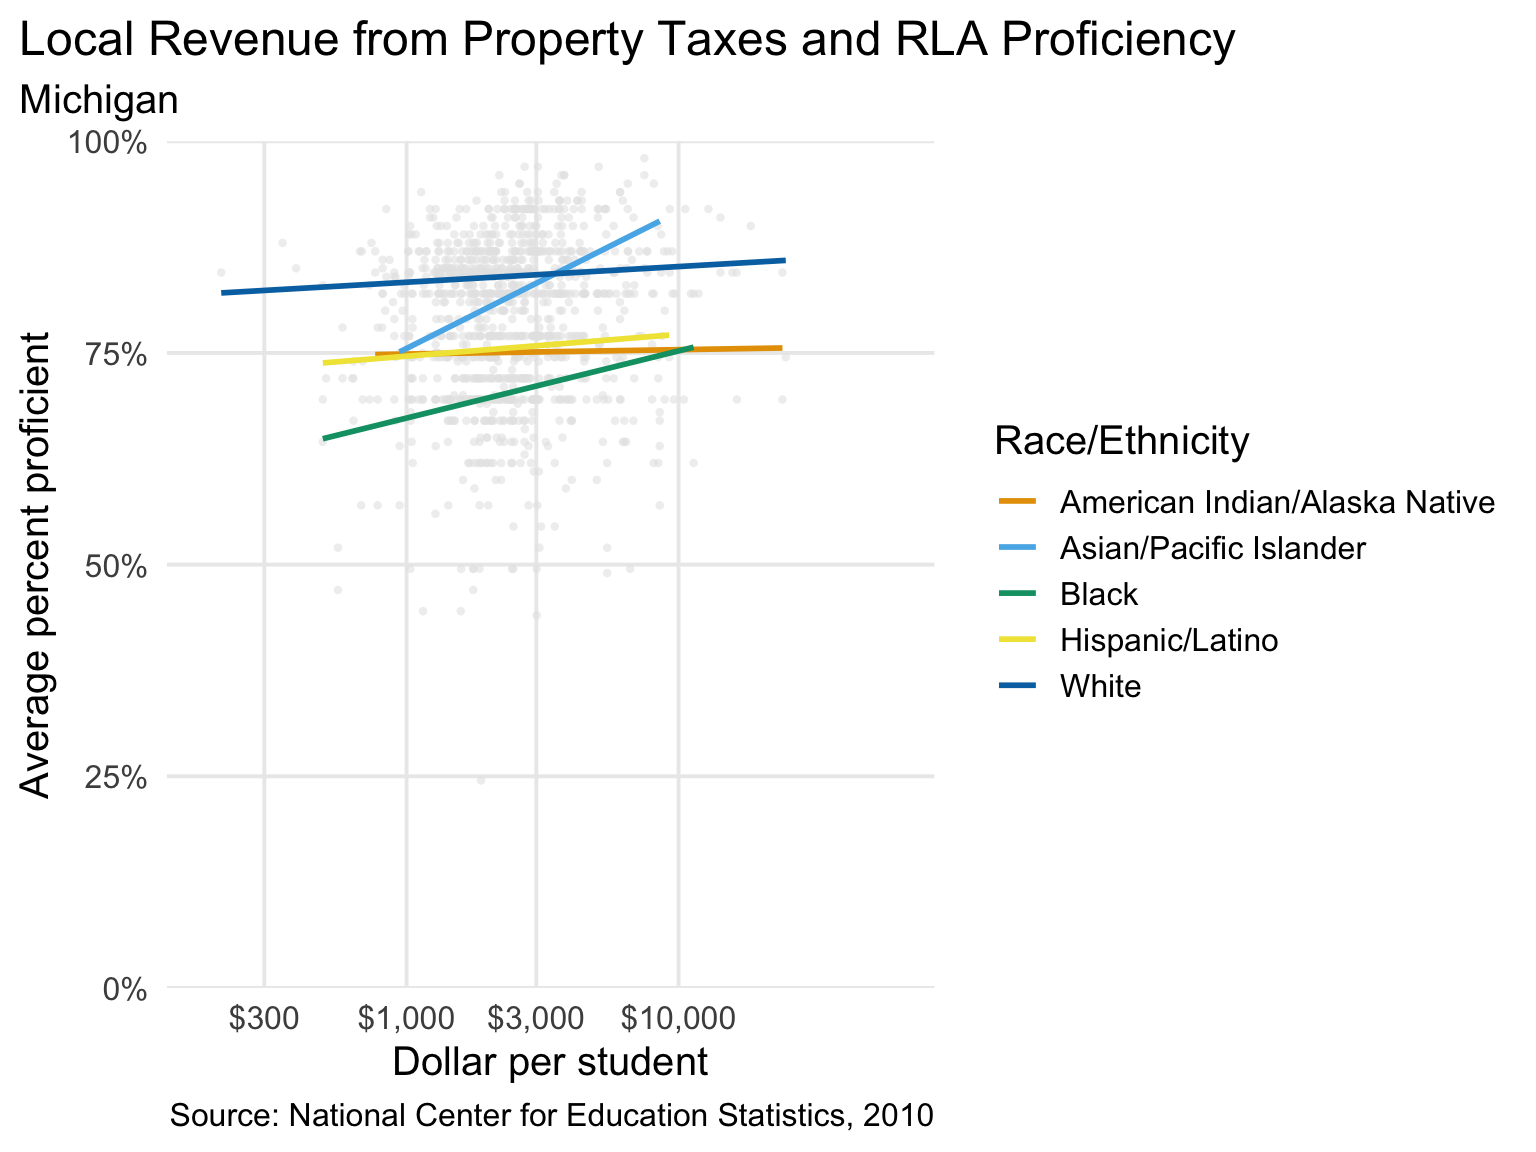 Local Revenue from Property Taxes and RLA Proficiency
Michigan
100%
75%
50%
25%
0%
Average percent proficient
$300 $1,000 $3,000 $10,000
Dollar per student
Race/Ethnicity
American Indian/Alaska Native
Asian/Pacific Islander
Black
Hispanic/Latino
White
Source: National Center for Education Statistics, 2010